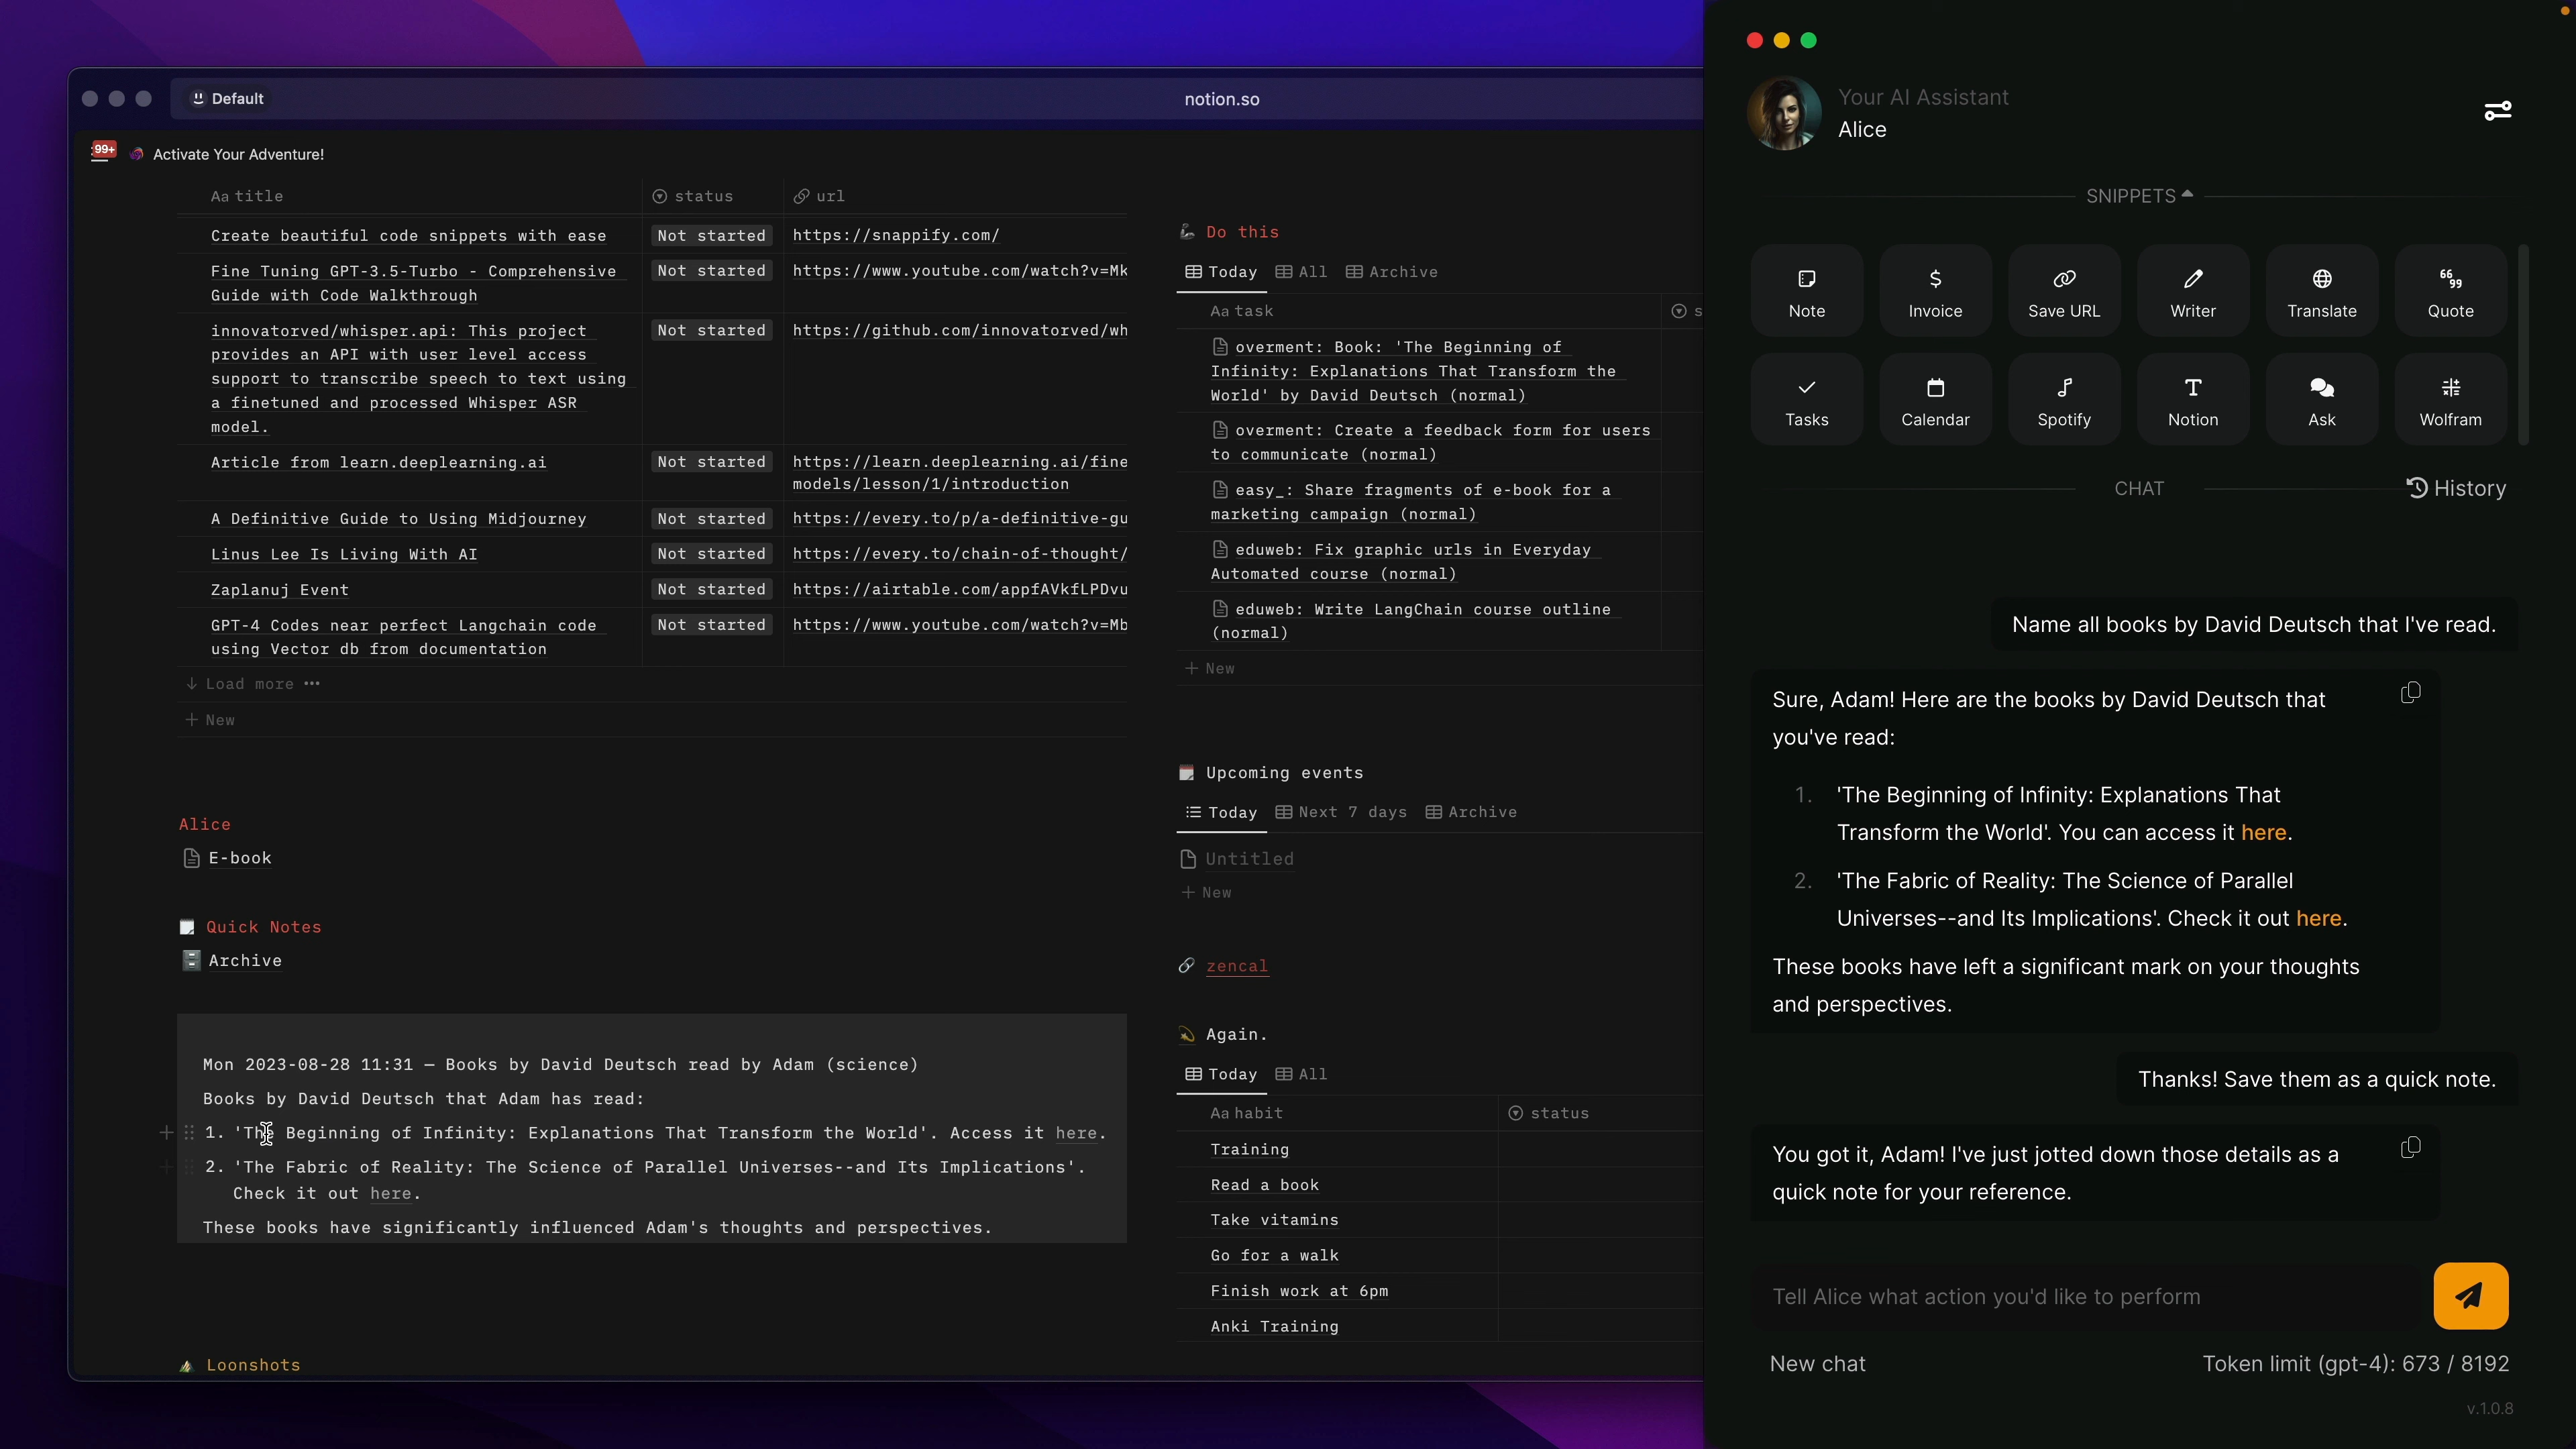 Default
notion.so
99+
Activate Your Adventure!
Aa title
status
url
Create beautiful code snippets with ease
Not started
https://snappify.com/
Fine Tuning GPT-3.5-Turbo - Comprehensive
Guide with Code Walkthrough
Not started
https://www.youtube.com/watch?v=Mk
innovatorved/whisper.api: This project
provides an API with user level access
support to transcribe speech to text using
a finetuned and processed Whisper ASR
model.
Not started
https://github.com/innovatorved/wh
Article from learn.deeplearning.ai
Not started
https://learn.deeplearning.ai/fine
models/lesson/1/introduction
A Definitive Guide to Using Midjourney
Not started
https://every.to/p/a-definitive-gu
Linus Lee Is Living With AI
Not started
https://every.to/chain-of-thought/
Zaplanuj Event
Not started
https://airtable.com/appfAVkfLPDvu
GPT-4 Codes near perfect Langchain code
using Vector db from documentation
Not started
https://www.youtube.com/watch?v=Mb
Load more •••
+ New
Alice
E-book
Quick Notes
Archive
Mon 2023-08-28 11:31 — Books by David Deutsch read by Adam (science)
Books by David Deutsch that Adam has read:
1. 'The Beginning of Infinity: Explanations That Transform the World'. Access it here.
2. 'The Fabric of Reality: The Science of Parallel Universes--and Its Implications'.
Check it out here.
These books have significantly influenced Adam's thoughts and perspectives.
Loonshots
Do this
Today
All
Archive
Aa task
s
overment: Book: 'The Beginning of
Infinity: Explanations That Transform the
World' by David Deutsch (normal)
overment: Create a feedback form for users
to communicate (normal)
easy_: Share fragments of e-book for a
marketing campaign (normal)
eduweb: Fix graphic urls in Everyday
Automated course (normal)
eduweb: Write LangChain course outline
(normal)
+ New
Upcoming events
Today
Next 7 days
Archive
Untitled
+ New
zencal
Again.
Today
All
Aa habit
status
Training
Read a book
Take vitamins
Go for a walk
Finish work at 6pm
Anki Training
Your AI Assistant
Alice
SNIPPETS
Note
Invoice
Save URL
Writer
Translate
Quote
Tasks
Calendar
Spotify
Notion
Ask
Wolfram
CHAT
History
Name all books by David Deutsch that I've read.
Sure, Adam! Here are the books by David Deutsch that
you've read:
1. 'The Beginning of Infinity: Explanations That
Transform the World'. You can access it here.
2. 'The Fabric of Reality: The Science of Parallel
Universes--and Its Implications'. Check it out here.
These books have left a significant mark on your thoughts
and perspectives.
Thanks! Save them as a quick note.
You got it, Adam! I've just jotted down those details as a
quick note for your reference.
Tell Alice what action you'd like to perform
New chat
Token limit (gpt-4): 673 / 8192
v.1.0.8